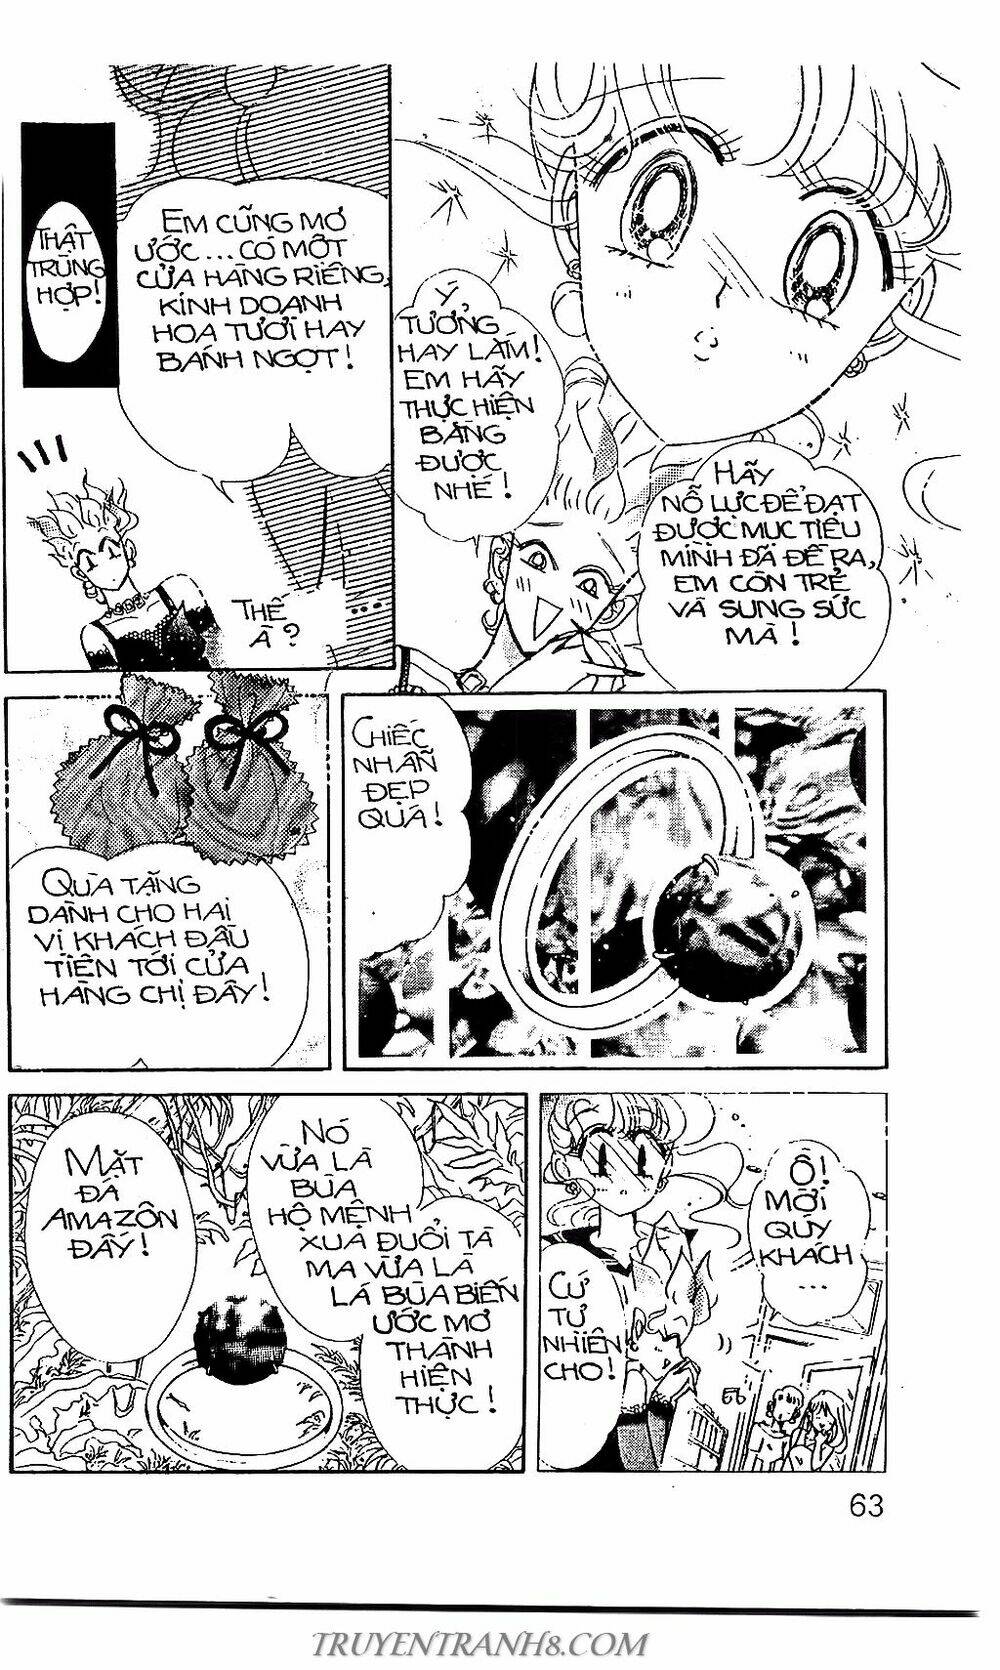 THẬT
TRÙNG
HỢP!
EM CŨNG MƠ
ƯỚC...CÓ MỘT
CỬA HÀNG RIÊNG,
KINH DOANH
HOA TƯƠI HAY
BÁNH NGỌT!
THẾ
À?
...
Ý
TƯỞNG
HAY LẮM!
EM HÃY
THỰC HIỆN
BẰNG
ĐƯỢC
NHÉ!
HÃY
NỖ LỰC ĐỂ ĐẠT
ĐƯỢC MỤC TIÊU
MÌNH ĐÃ ĐỀ RA,
EM CÒN TRẺ
VÀ SUNG SỨC
MÀ!
QUÀ TẶNG
DÀNH CHO HAI
VỊ KHÁCH ĐẦU
TIÊN TỚI CỬA
HÀNG CHỊ ĐÂY!
CHIẾC
NHẪN
ĐẸP
QUÁ!
MẶT
ĐÁ
AMAZÔN
ĐẤY!
NÓ
VỪA LÀ
BÙA
HỘ MỆNH
XUA ĐUỔI TÀ
MA VỪA LÀ
LÁ BÙA BIẾN
ƯỚC MƠ
THÀNH
HIỆN
THỰC!
Ồ!
MỜI
QUÝ
KHÁCH
...
CỨ
TỰ
NHIÊN
CHO!
63
TRUYENTRANH8.COM